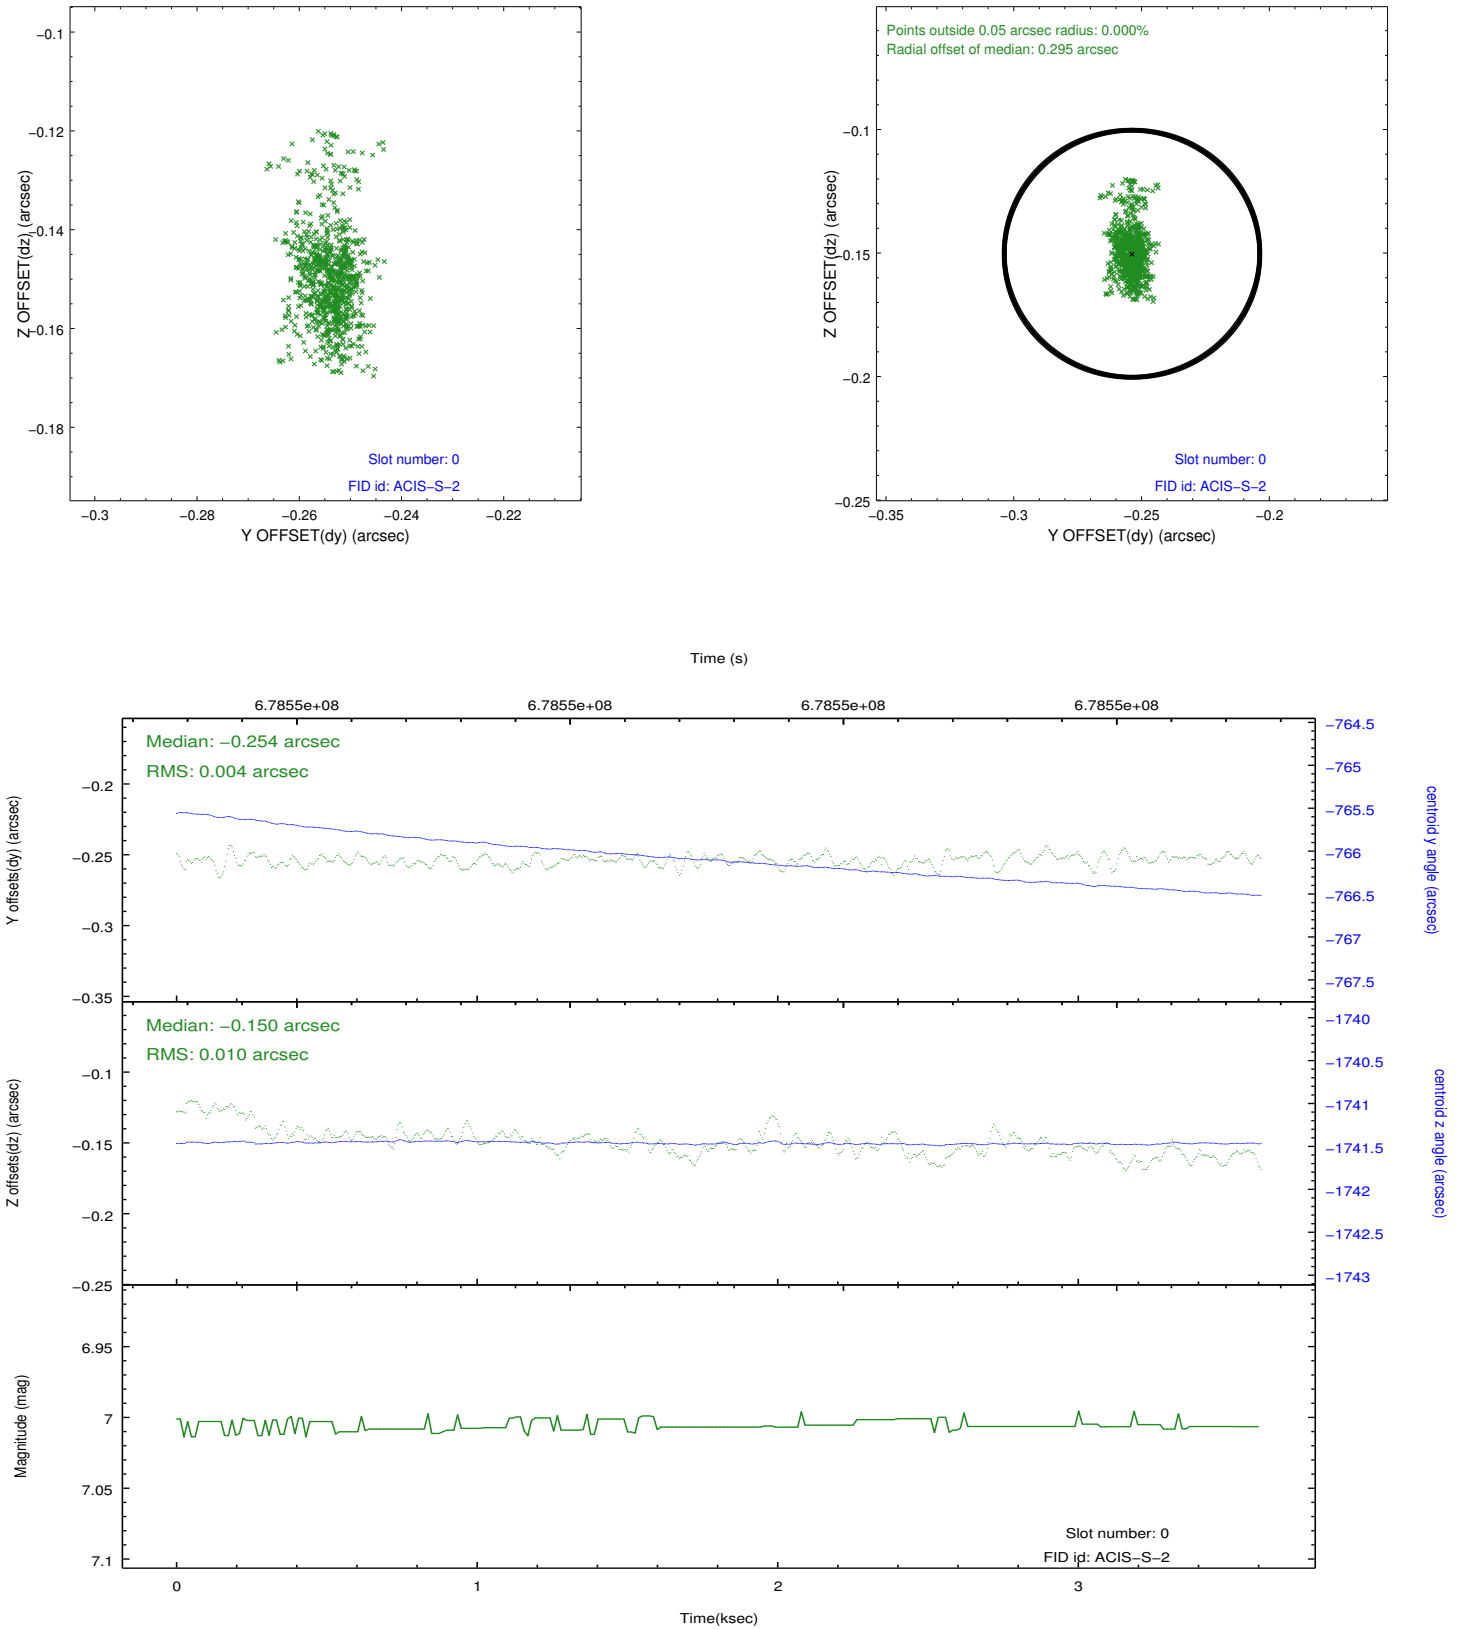 Points outside 0.05 arcsec radius: 0.000%
Radial offset of median: 0.295 arcsec
−0.1
−0.12
−0.14
−0.16
−0.18
Z OFFSET(dz) (arcsec)
Slot number: 0
FID id: ACIS−S−2
−0.3
−0.28
−0.26
−0.24
−0.22
Y OFFSET(dy) (arcsec)
−0.1
−0.15
−0.2
−0.25
Z OFFSET(dz) (arcsec)
Slot number: 0
FID id: ACIS−S−2
−0.35
−0.3
−0.25
−0.2
Y OFFSET(dy) (arcsec)
Time (s)
6.7855e+08
6.7855e+08
6.7855e+08
6.7855e+08
Median: −0.254 arcsec
RMS: 0.004 arcsec
−0.2
−0.25
−0.3
−0.35
Y offsets(dy) (arcsec)
−764.5
−765
−765.5
−766
−766.5
−767
−767.5
centroid y angle (arcsec)
Median: −0.150 arcsec
RMS: 0.010 arcsec
−0.1
−0.15
−0.2
−0.25
Z offsets(dz) (arcsec)
−1740
−1740.5
−1741
−1741.5
−1742
−1742.5
−1743
centroid z angle (arcsec)
6.95
7
7.05
7.1
Magnitude (mag)
Slot number: 0
FID id: ACIS−S−2
0
1
2
3
Time(ksec)